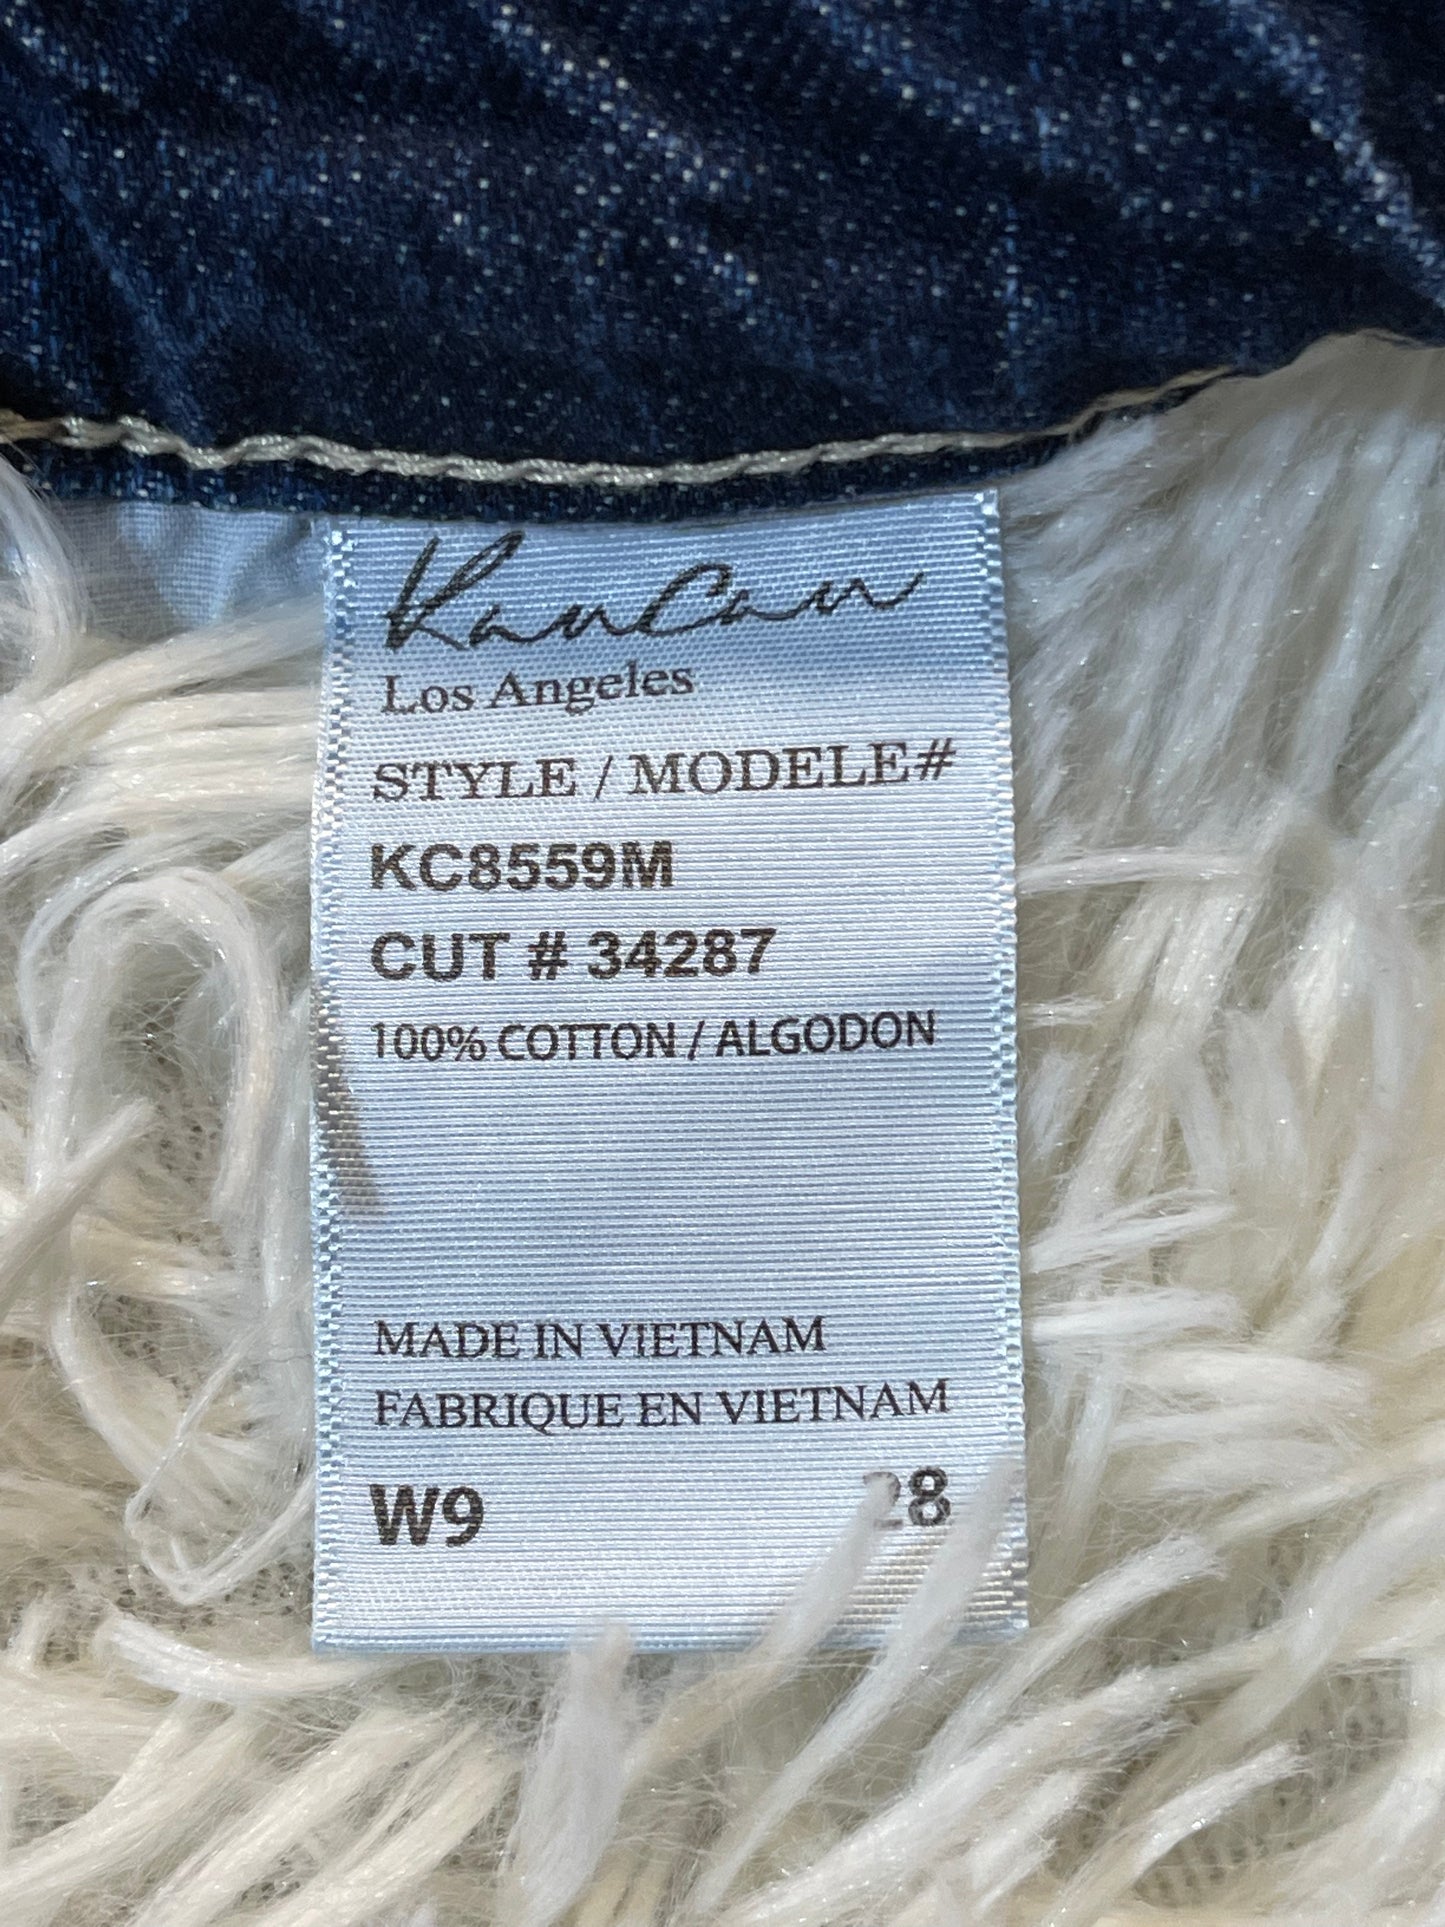 KanCan
Los Angeles
STYLE / MODELE#
KC8559M
CUT # 34287
100% COTTON / ALGODON
MADE IN VIETNAM
FABRIQUE EN VIETNAM
W9 28